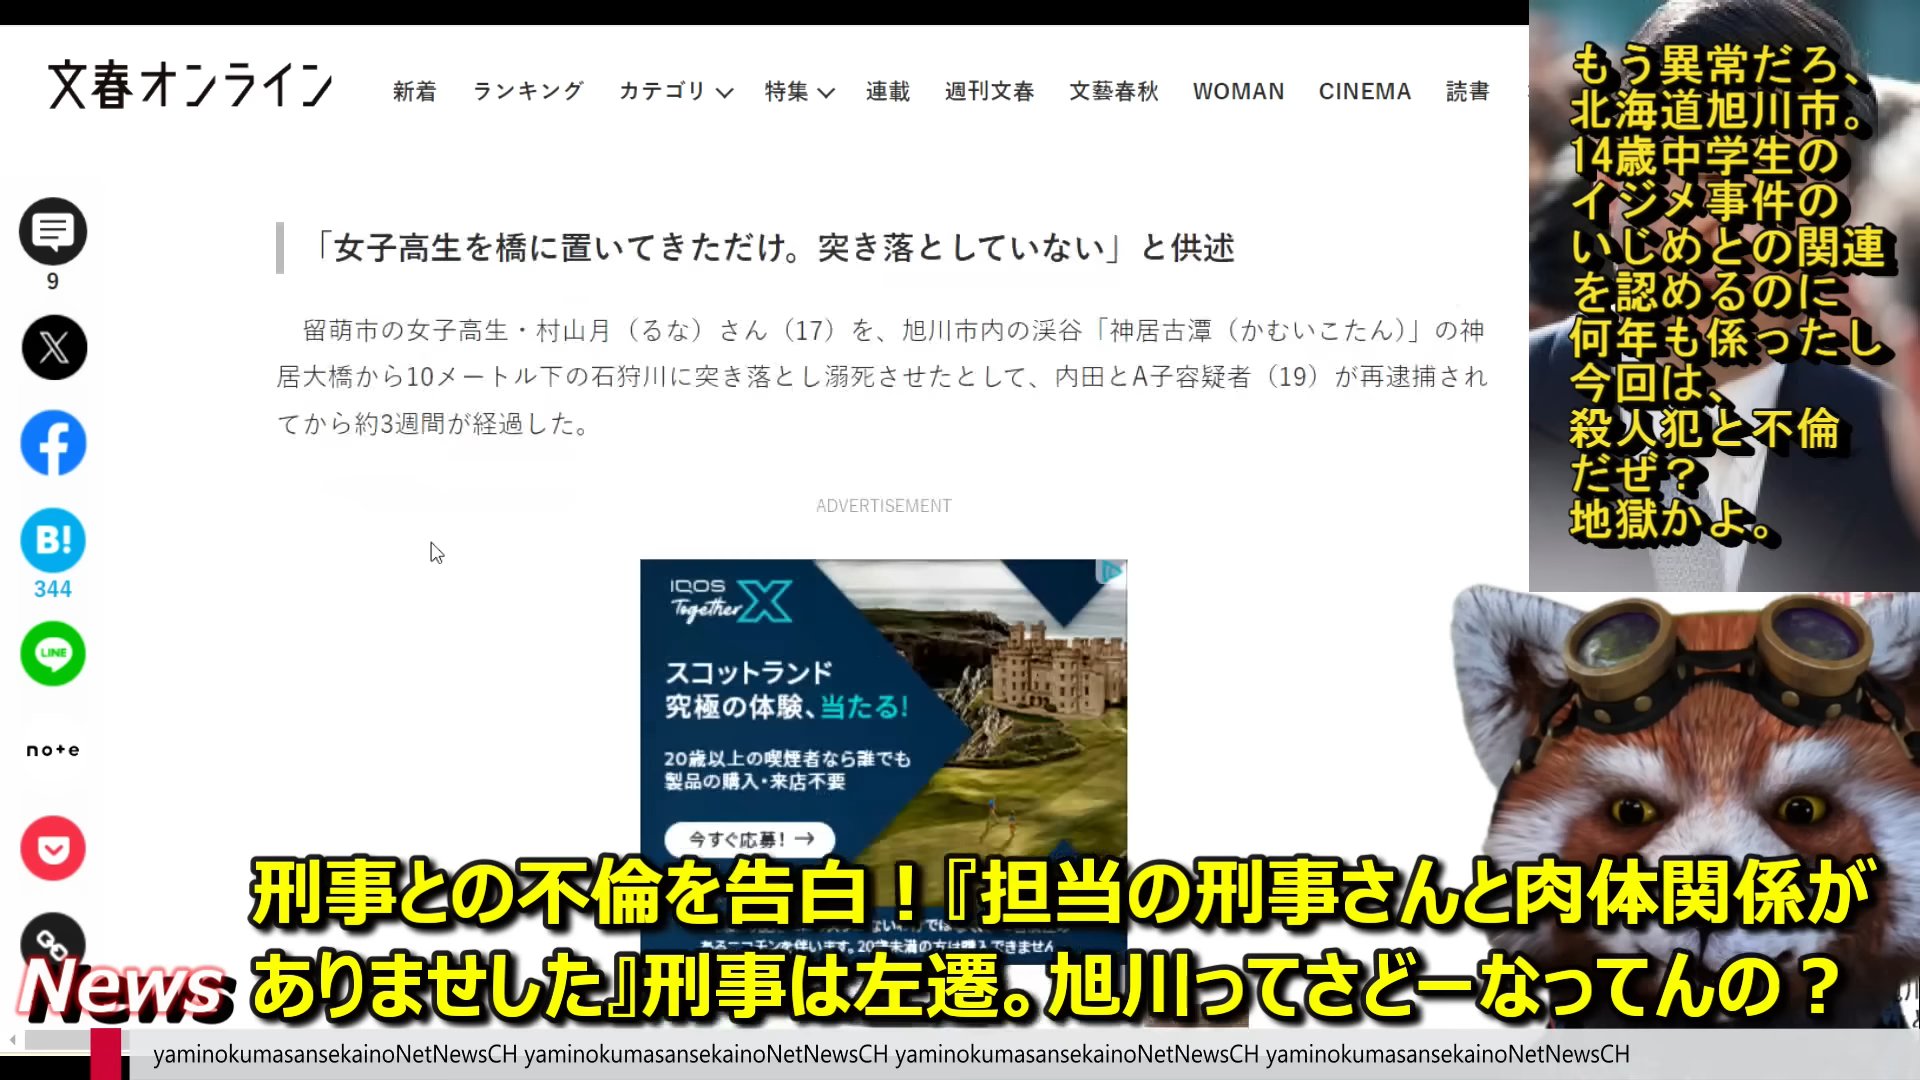 文春オンライン
新着 ランキング カテゴリ 特集 連載 週刊文春 文藝春秋 WOMAN CINEMA 読書
もう異常だろ、
北海道旭川市。
14歳中学生の
イジメ事件の
いじめとの関連
を認めるのに
何年も係ったし
今回は、
殺人犯と不倫
だぜ？
地獄かよ。
9
344
LINE
note
「女子高生を橋に置いてきただけ。突き落としていない」と供述
留萌市の女子高生・村山月（るな）さん（17）を、旭川市内の渓谷「神居古潭（かむいこたん）」の神
居大橋から10メートル下の石狩川に突き落とし溺死させたとして、内田とA子容疑者（19）が再逮捕され
てから約3週間が経過した。
ADVERTISEMENT
IQOS
Together X
スコットランド
究極の体験、当たる!
20歳以上の喫煙者なら誰でも
製品の購入・来店不要
今すぐ応募! →
刑事との不倫を告白！『担当の刑事さんと肉体関係が
ありませした』刑事は左遷。旭川ってさどーなってんの？
News
yaminokumasansekainoNetNewsCH yaminokumasansekainoNetNewsCH yaminokumasansekainoNetNewsCH yaminokumasansekainoNetNewsCH